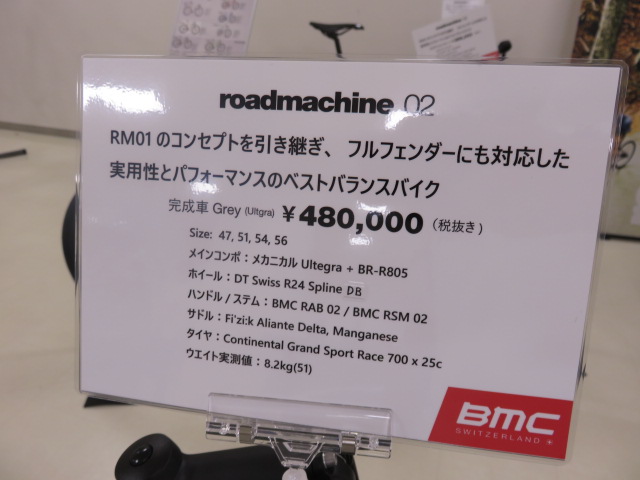 roadmachine 02
RM01のコンセプトを引き継ぎ、フルフェンダーにも対応した
実用性とパフォーマンスのベストバランスバイク
完成車 Grey (Ultgra) ¥480,000 (税抜き)
Size: 47, 51, 54, 56
メインコンポ：メカニカル Ultegra + BR-R805
ホイール：DT Swiss R24 Spline DB
ハンドル / ステム：BMC RAB 02 / BMC RSM 02
サドル：Fi'zi:k Aliante Delta, Manganese
タイヤ：Continental Grand Sport Race 700 x 25c
ウエイト実測値：8.2kg(51)
BMC
SWITZERLAND